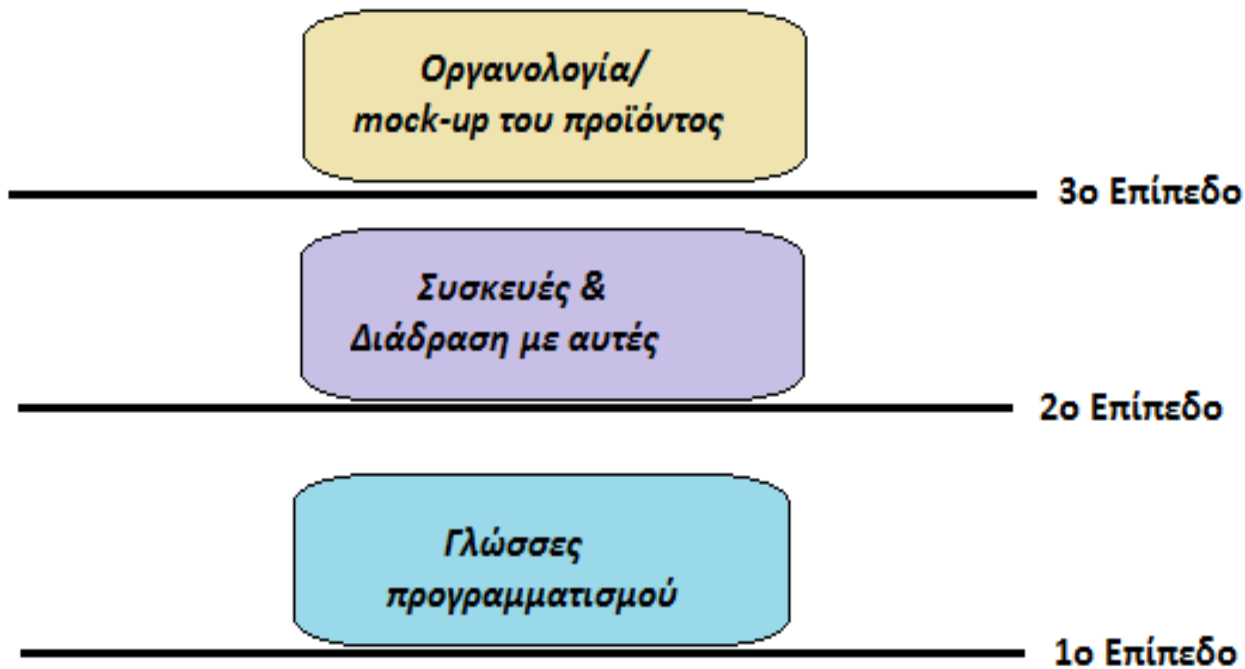 Οργανολογία/
mock-up του προϊόντος
3ο Επίπεδο
Συσκευές &
Διάδραση με αυτές
2ο Επίπεδο
Γλώσσες
προγραμματισμού
1ο Επίπεδο